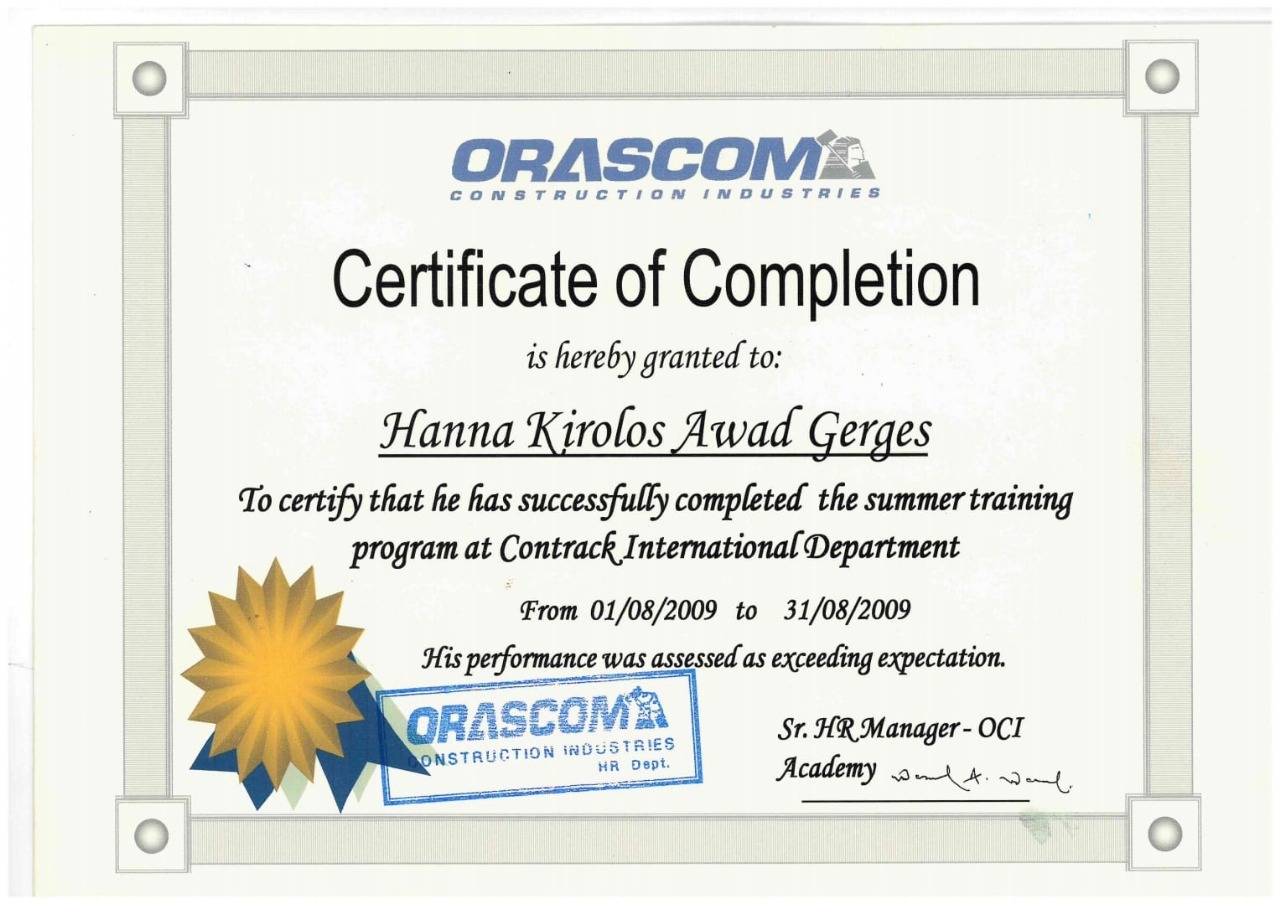 ORASCOM
CONSTRUCTION INDUSTRIES
Certificate of Completion
is hereby granted to:
Hanna Kirolos Awad Gerges
To certify that he has successfully completed the summer training
program at Contrack International Department
From 01/08/2009 to 31/08/2009
His performance was assessed as exceeding expectation.
ORASCOM
CONSTRUCTION INDUSTRIES
HR Dept.
Sr. HR Manager - OCI
Academy